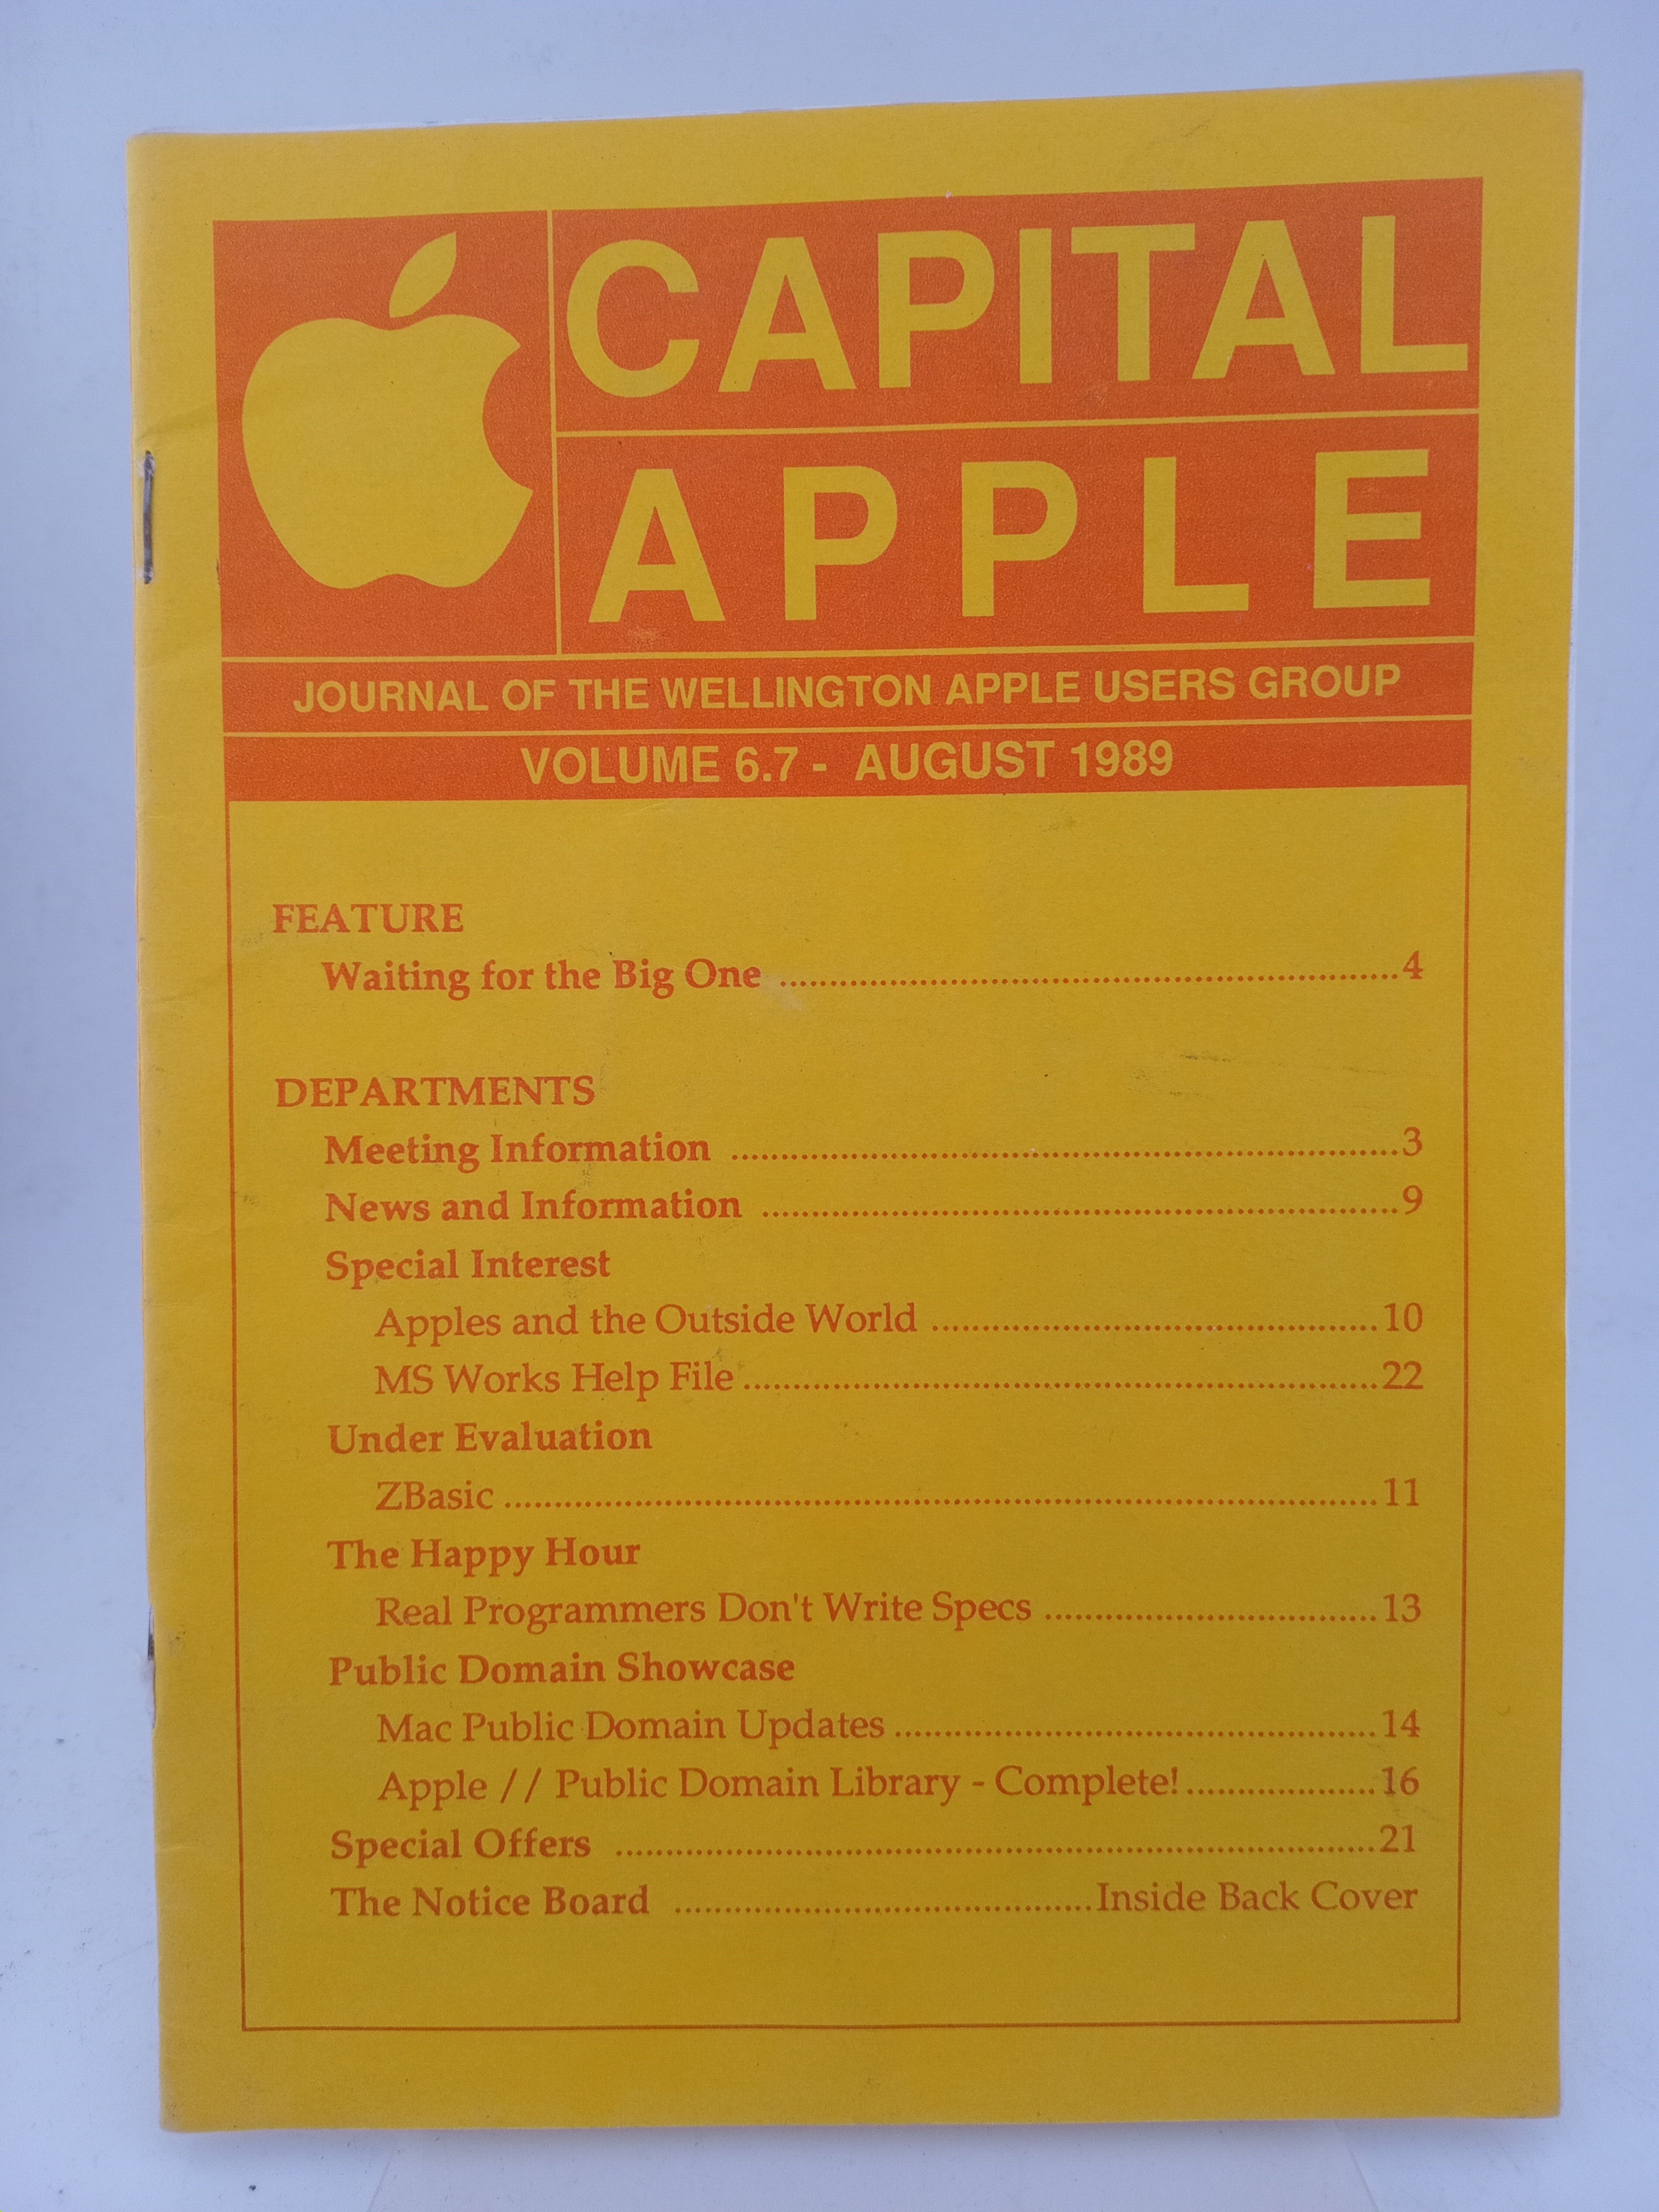 CAPITAL
APPLE
JOURNAL OF THE WELLINGTON APPLE USERS GROUP
VOLUME 6.7 - AUGUST 1989
FEATURE
Waiting for the Big One ..............................................................4
DEPARTMENTS
Meeting Information ...................................................................3
News and Information ................................................................9
Special Interest
Apples and the Outside World .............................................10
MS Works Help File................................................................22
Under Evaluation
ZBasic ........................................................................................11
The Happy Hour
Real Programmers Don't Write Specs ..................................13
Public Domain Showcase
Mac Public Domain Updates .................................................14
Apple // Public Domain Library - Complete!...................16
Special Offers .............................................................................21
The Notice Board ..........................................Inside Back Cover